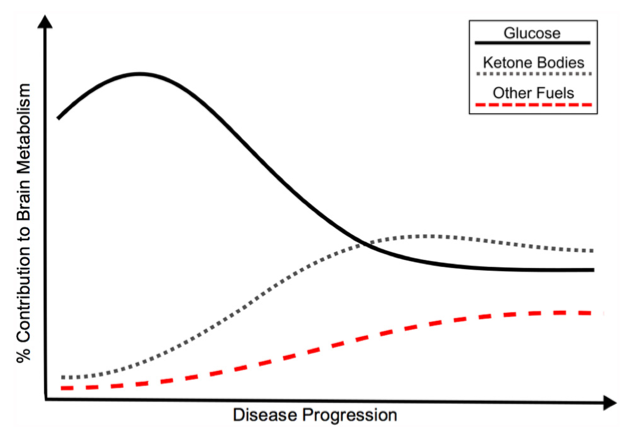 Glucose
Ketone Bodies
Other Fuels
% Contribution to Brain Metabolism
Disease Progression